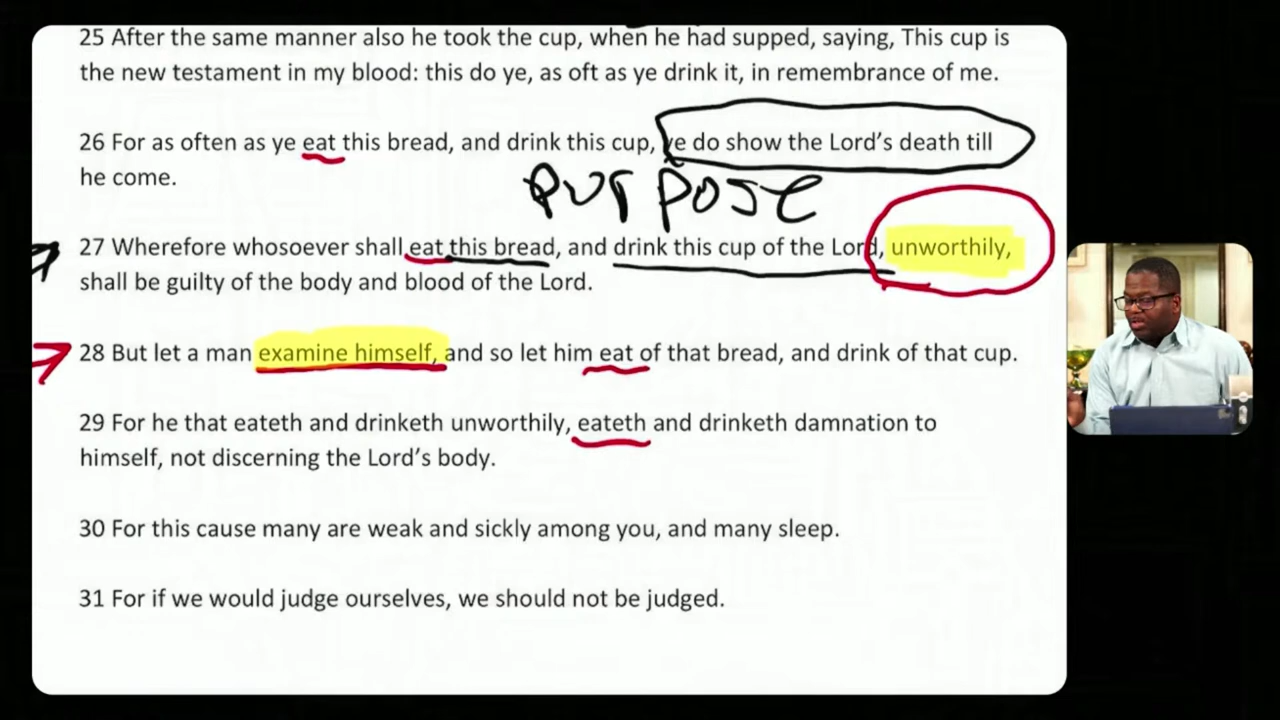 25 After the same manner also he took the cup, when he had supped, saying, This cup is
the new testament in my blood: this do ye, as oft as ye drink it, in remembrance of me.
26 For as often as ye eat this bread, and drink this cup, ye do show the Lord's death till
he come.
PURPOSE
27 Wherefore whosoever shall eat this bread, and drink this cup of the Lord, unworthily,
shall be guilty of the body and blood of the Lord.
28 But let a man examine himself, and so let him eat of that bread, and drink of that cup.
29 For he that eateth and drinketh unworthily, eateth and drinketh damnation to
himself, not discerning the Lord's body.
30 For this cause many are weak and sickly among you, and many sleep.
31 For if we would judge ourselves, we should not be judged.